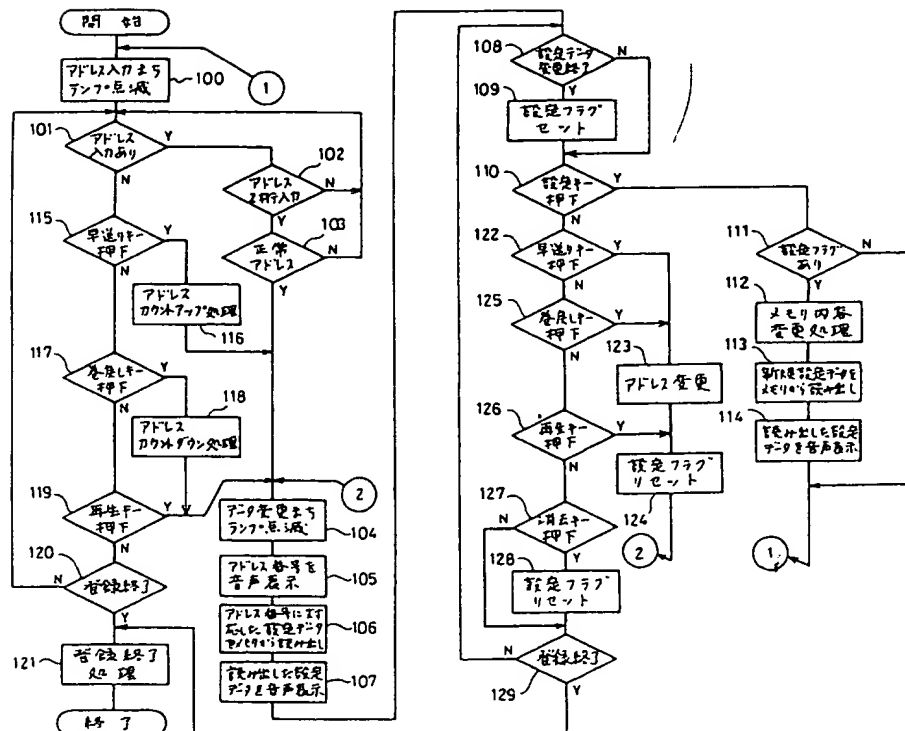 開始
1
アドレス入力まち
ランプ点滅
100
101
アドレス
入力あり
Y
N
102
アドレス
2桁入力
N
Y
103
正常
アドレス
N
Y
115
早送りキー
押下
Y
N
アドレス
カウントアップ処理
116
117
巻戻しキー
押下
Y
N
118
アドレス
カウントダウン処理
119
再生キー
押下
Y
N
120
登録終了
N
Y
121
登録終了
処理
終了
2
データ変更まち
ランプ点滅
104
アドレス番号を
音声表示
105
アドレス番号に対
応した設定データ
をメモリから読み出し
106
読み出した設定
データを音声表示
107
108
設定データ
変更終了
N
Y
109
設定フラグ
セット
110
設定キー
押下
Y
N
111
設定フラグ
あり
N
Y
112
メモリ内容
変更処理
113
新規設定データを
メモリから読み出し
114
読み出した設定
データを音声表示
1
122
早送りキー
押下
Y
N
125
巻戻しキー
押下
Y
N
123
アドレス変更
126
再生キー
押下
Y
N
設定フラグ
リセット
124
2
127
消去キー
押下
N
Y
128
設定フラグ
リセット
登録終了
129
N
Y